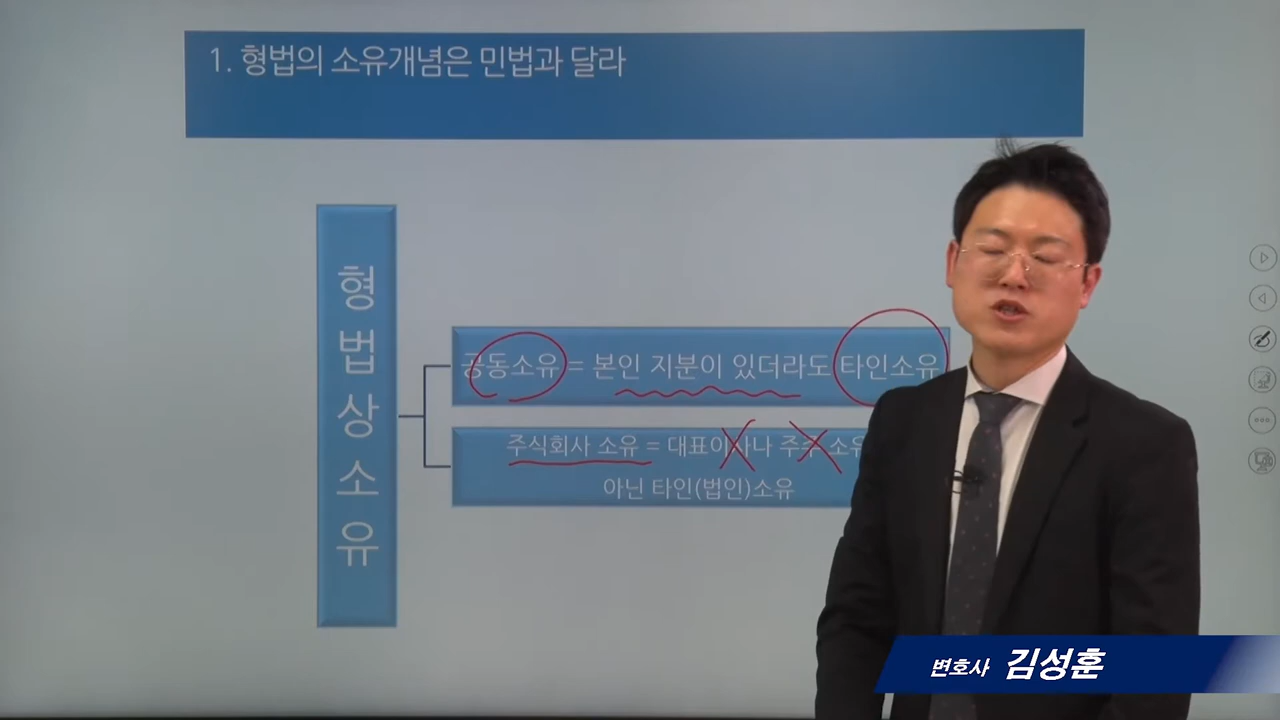 1. 형법의 소유개념은 민법과 달라
형법상소유
공동소유 = 본인 지분이 있더라도 타인소유
주식회사 소유 = 대표이사나 주주
아닌 타인(법인)소유
변호사 김성훈